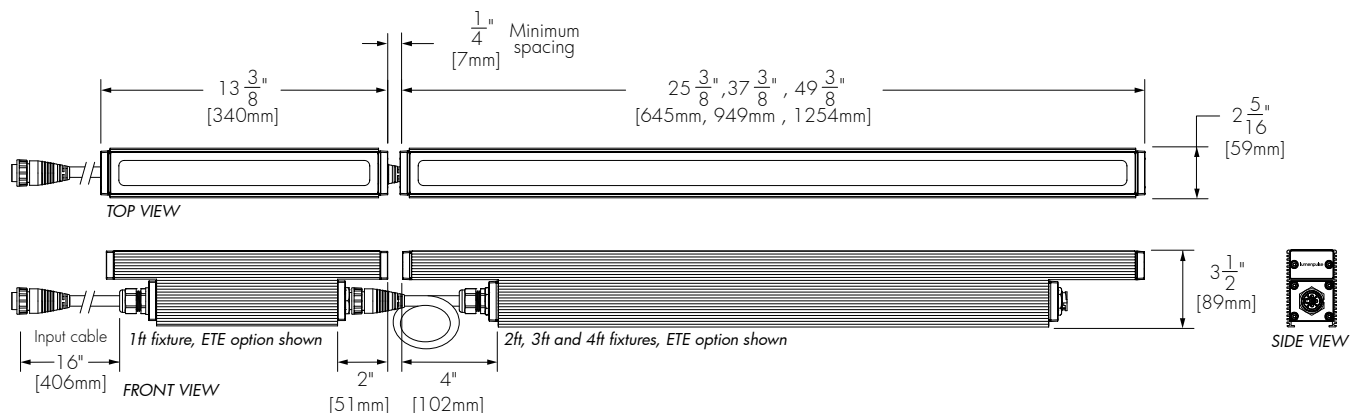 1/4" Minimum
spacing
[7mm]
13 3/8"
[340mm]
25 3/8", 37 3/8" , 49 3/8"
[645mm, 949mm , 1254mm]
2 5/16"
[59mm]
TOP VIEW
3 1/2"
[89mm]
lumenpulse
Input cable
1ft fixture, ETE option shown
2ft, 3ft and 4ft fixtures, ETE option shown
SIDE VIEW
16"
[406mm]
FRONT VIEW
2"
[51mm]
4"
[102mm]